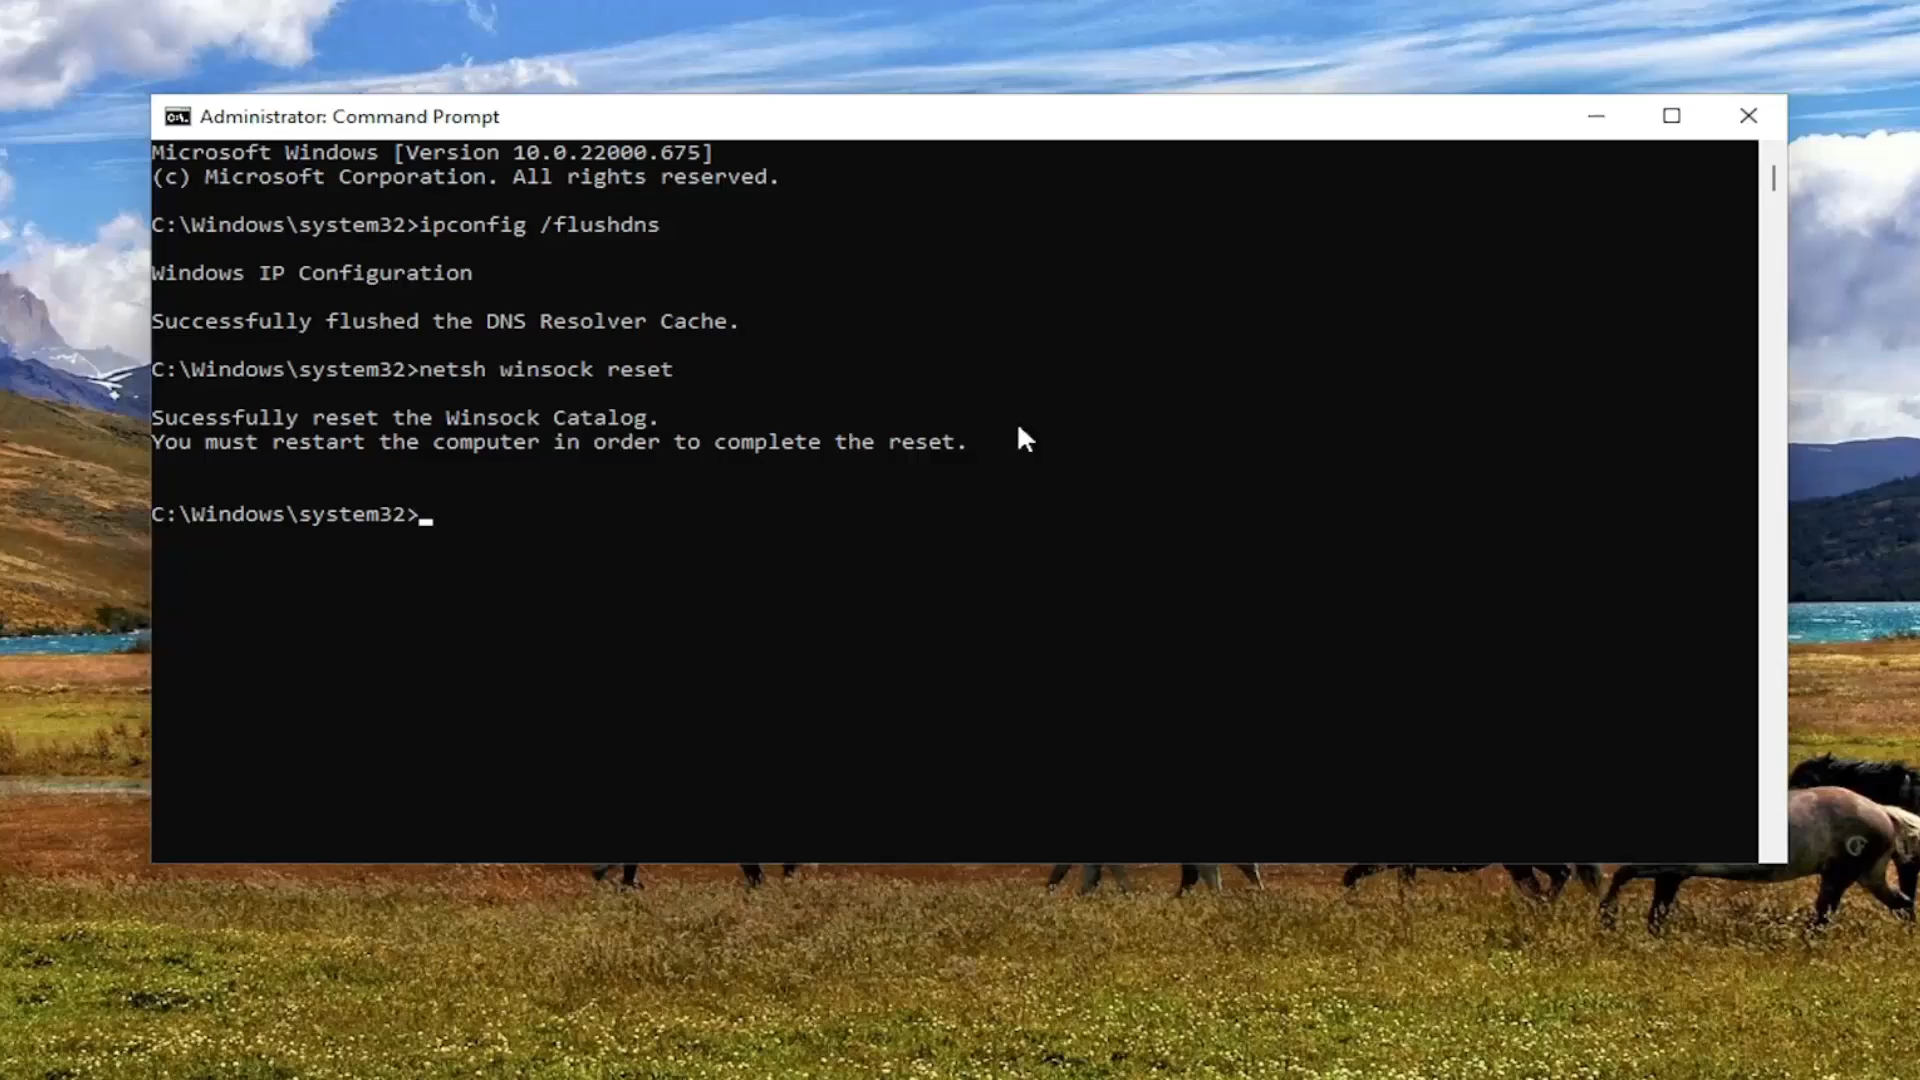 Administrator: Command Prompt
Microsoft Windows [Version 10.0.22000.675]
(c) Microsoft Corporation. All rights reserved.
C:\Windows\system32>ipconfig /flushdns
Windows IP Configuration
Successfully flushed the DNS Resolver Cache.
C:\Windows\system32>netsh winsock reset
Sucessfully reset the Winsock Catalog.
You must restart the computer in order to complete the reset.
C:\Windows\system32>